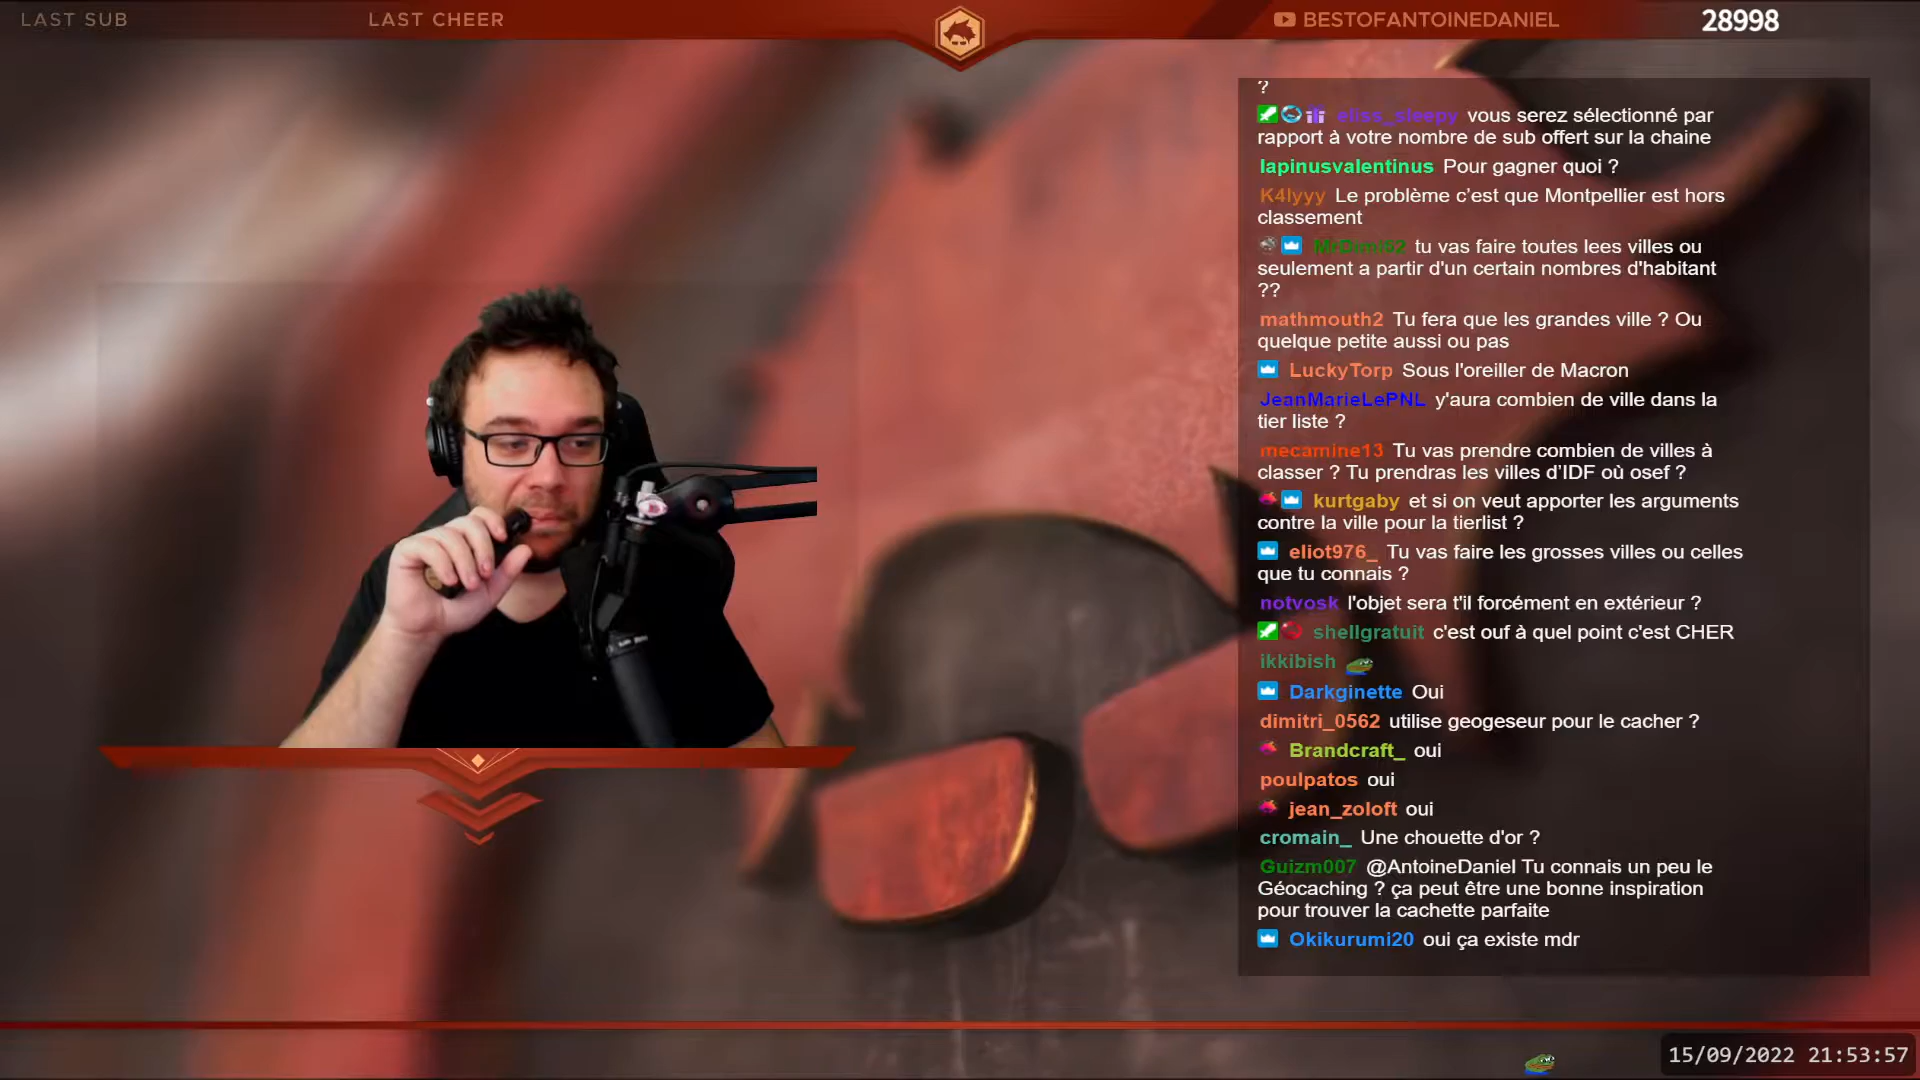 LAST SUB
LAST CHEER
BESTOFANTOINEDANIEL
28998
?
eliss_sleepy vous serez sélectionné par
rapport à votre nombre de sub offert sur la chaine
lapinusvalentinus Pour gagner quoi ?
K4lyyy Le problème c'est que Montpellier est hors
classement
MrDimi92 tu vas faire toutes lees villes ou
seulement a partir d'un certain nombres d'habitant
??
mathmouth2 Tu fera que les grandes ville ? Ou
quelque petite aussi ou pas
LuckyTorp Sous l'oreiller de Macron
JeanMarieLePNL y'aura combien de ville dans la
tier liste ?
mecamine13 Tu vas prendre combien de villes à
classer ? Tu prendras les villes d'IDF où osef ?
kurtgaby et si on veut apporter les arguments
contre la ville pour la tierlist ?
eliot976_ Tu vas faire les grosses villes ou celles
que tu connais ?
notvosk l'objet sera t'il forcément en extérieur ?
shellgratuit c'est ouf à quel point c'est CHER
ikkibish
Darkginette Oui
dimitri_0562 utilise geogeseur pour le cacher ?
Brandcraft_ oui
poulpatos oui
jean_zoloft oui
cromain_ Une chouette d'or ?
Guizm007 @AntoineDaniel Tu connais un peu le
Géocaching ? ça peut être une bonne inspiration
pour trouver la cachette parfaite
Okikurumi20 oui ça existe mdr
15/09/2022 21:53:57